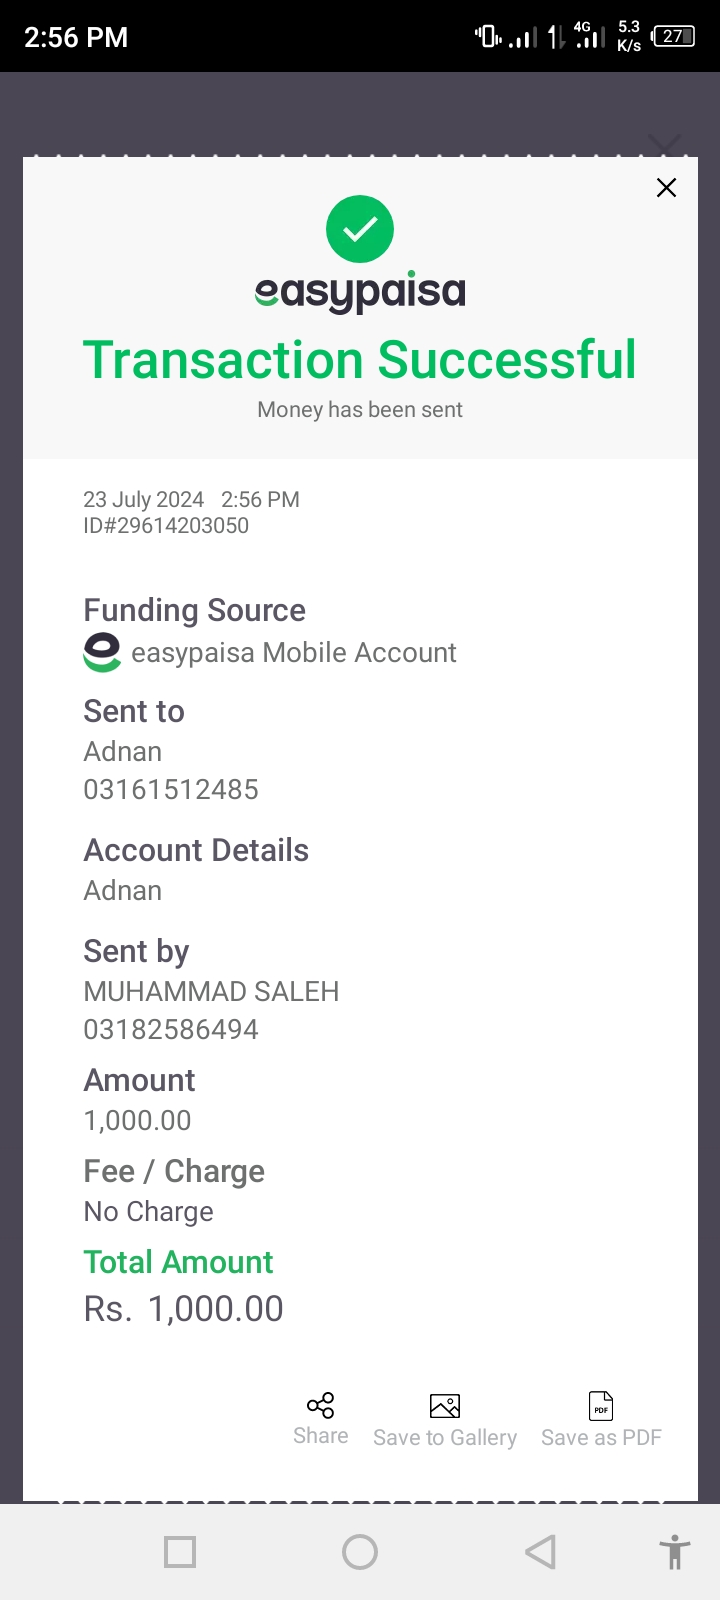 2:56 PM
4G
5.3
K/s
27
easypaisa
Transaction Successful
Money has been sent
23 July 2024 2:56 PM
ID#29614203050
Funding Source
easypaisa Mobile Account
Sent to
Adnan
03161512485
Account Details
Adnan
Sent by
MUHAMMAD SALEH
03182586494
Amount
1,000.00
Fee / Charge
No Charge
Total Amount
Rs. 1,000.00
PDF
Share
Save to Gallery
Save as PDF